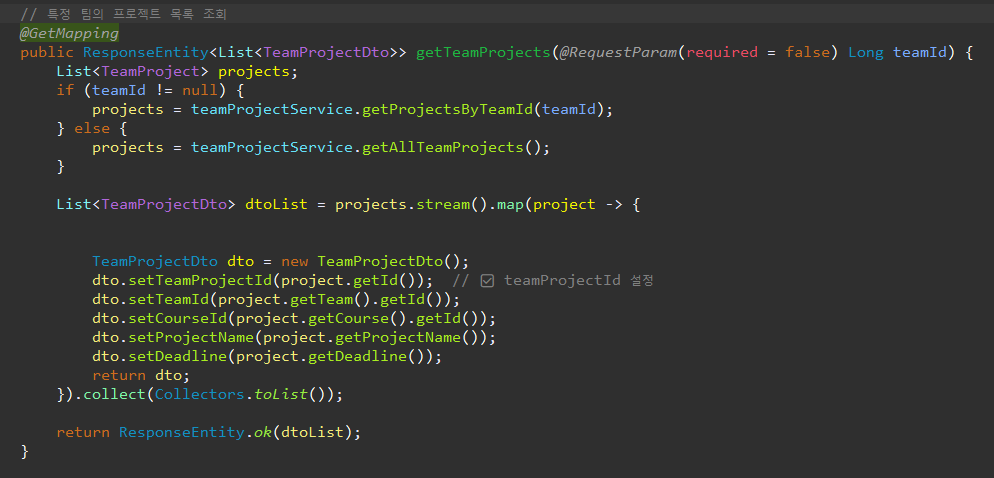 // 특정 팀의 프로젝트 목록 조회
@GetMapping
public ResponseEntity<List<TeamProjectDto>> getTeamProjects(@RequestParam(required = false) Long teamId) {
    List<TeamProject> projects;
    if (teamId != null) {
        projects = teamProjectService.getProjectsByTeamId(teamId);
    } else {
        projects = teamProjectService.getAllTeamProjects();
    }
    List<TeamProjectDto> dtoList = projects.stream().map(project -> {
        TeamProjectDto dto = new TeamProjectDto();
        dto.setTeamProjectId(project.getId());  // ☑ teamProjectId 설정
        dto.setTeamId(project.getTeam().getId());
        dto.setCourseId(project.getCourse().getId());
        dto.setProjectName(project.getProjectName());
        dto.setDeadline(project.getDeadline());
        return dto;
    }).collect(Collectors.toList());
    return ResponseEntity.ok(dtoList);
}